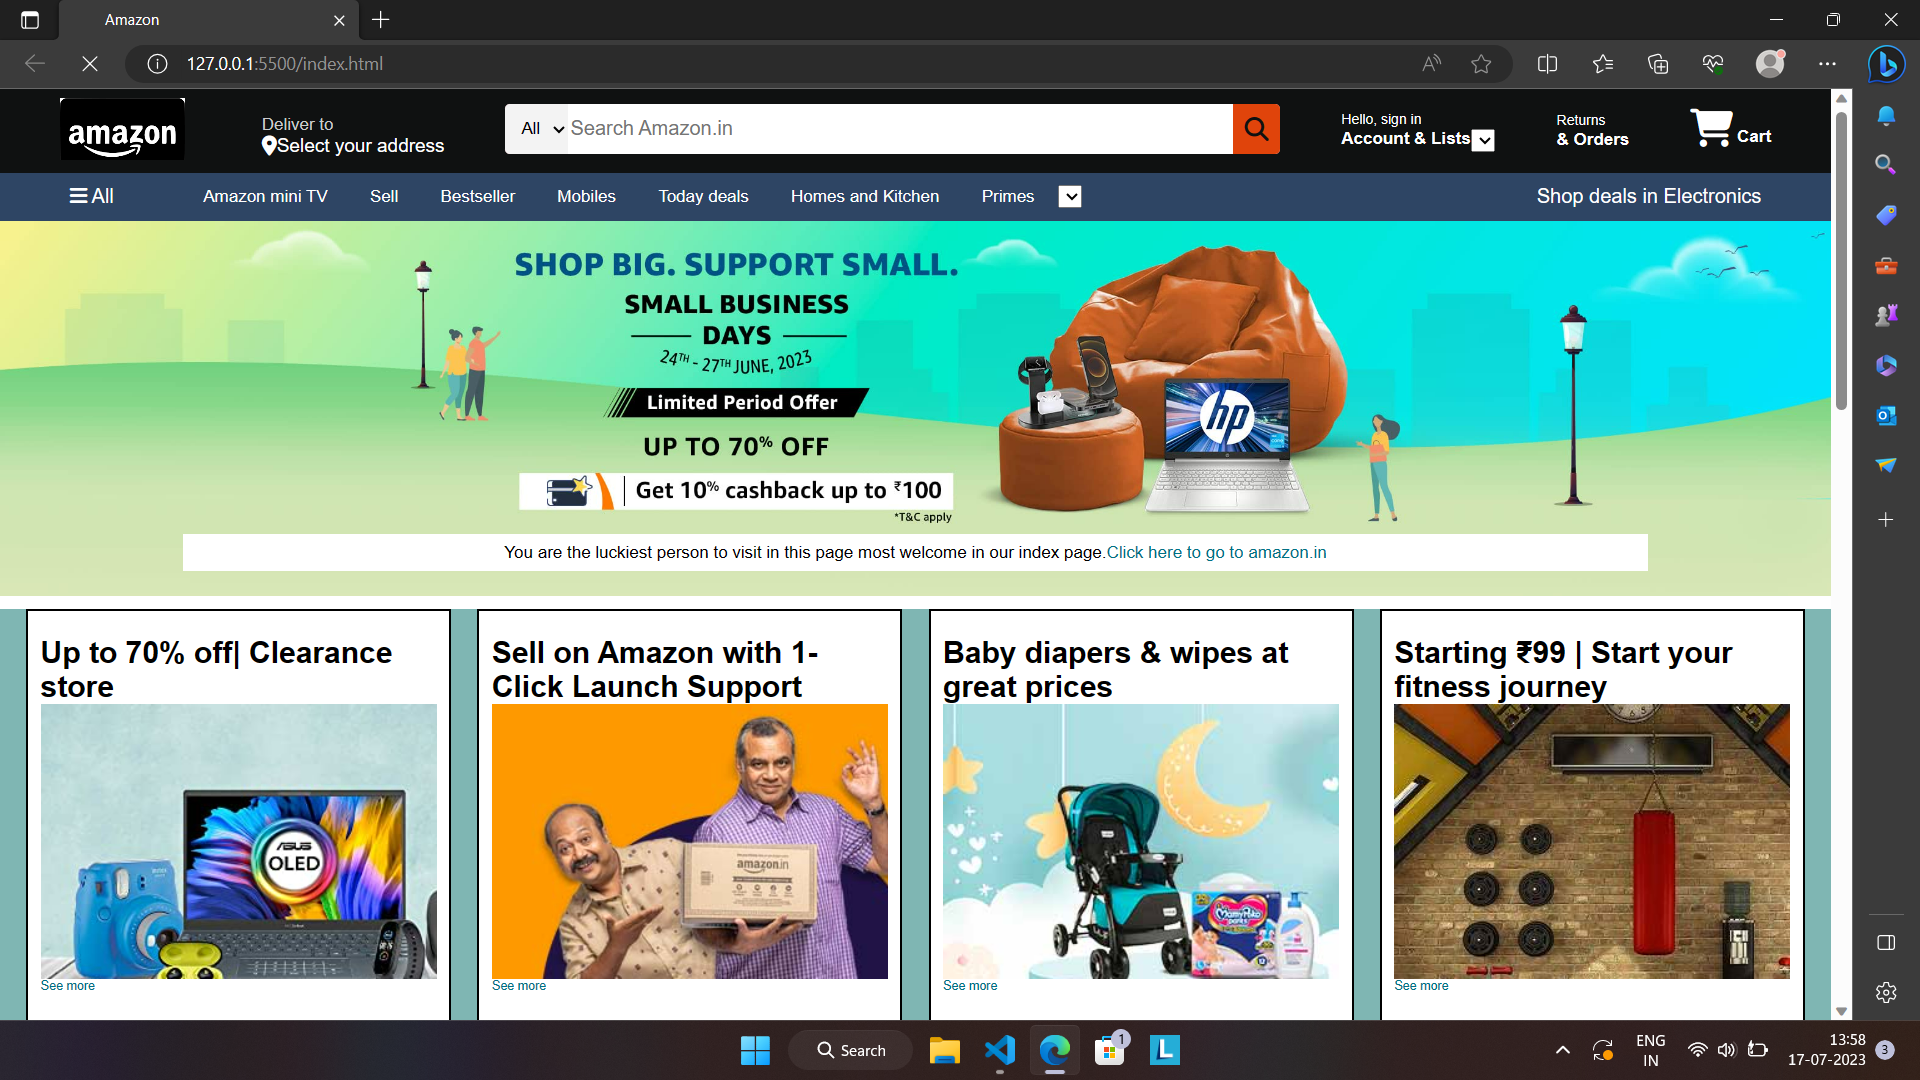 Amazon
127.0.0.1:5500/index.html
amazon
Deliver to
Select your address
All
Search Amazon.in
Hello, sign in
Account & Lists
Returns
& Orders
Cart
All
Amazon mini TV
Sell
Bestseller
Mobiles
Today deals
Homes and Kitchen
Primes
Shop deals in Electronics
SHOP BIG. SUPPORT SMALL.
SMALL BUSINESS
DAYS
24TH - 27TH JUNE, 2023
Limited Period Offer
UP TO 70% OFF
Get 10% cashback up to ₹100
*T&C apply
hp
You are the luckiest person to visit in this page most welcome in our index page.Click here to go to amazon.in
Up to 70% off| Clearance
store
ASUS
OLED
See more
Sell on Amazon with 1-
Click Launch Support
amazon.in
See more
Baby diapers & wipes at
great prices
MamyPoko
pants
See more
Starting ₹99 | Start your
fitness journey
See more
Search
1
L
ENG
IN
13:58
17-07-2023
3